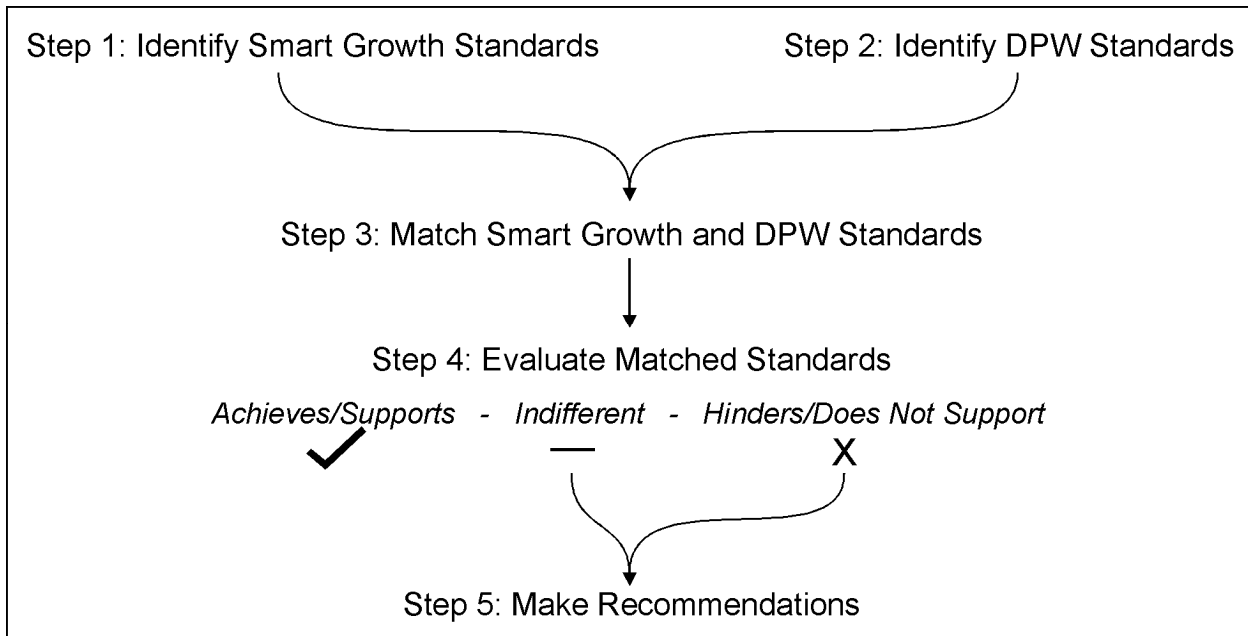 Step 1: Identify Smart Growth Standards
Step 2: Identify DPW Standards
Step 3: Match Smart Growth and DPW Standards
Step 4: Evaluate Matched Standards
Achieves/Supports - Indifferent - Hinders/Does Not Support
X
Step 5: Make Recommendations